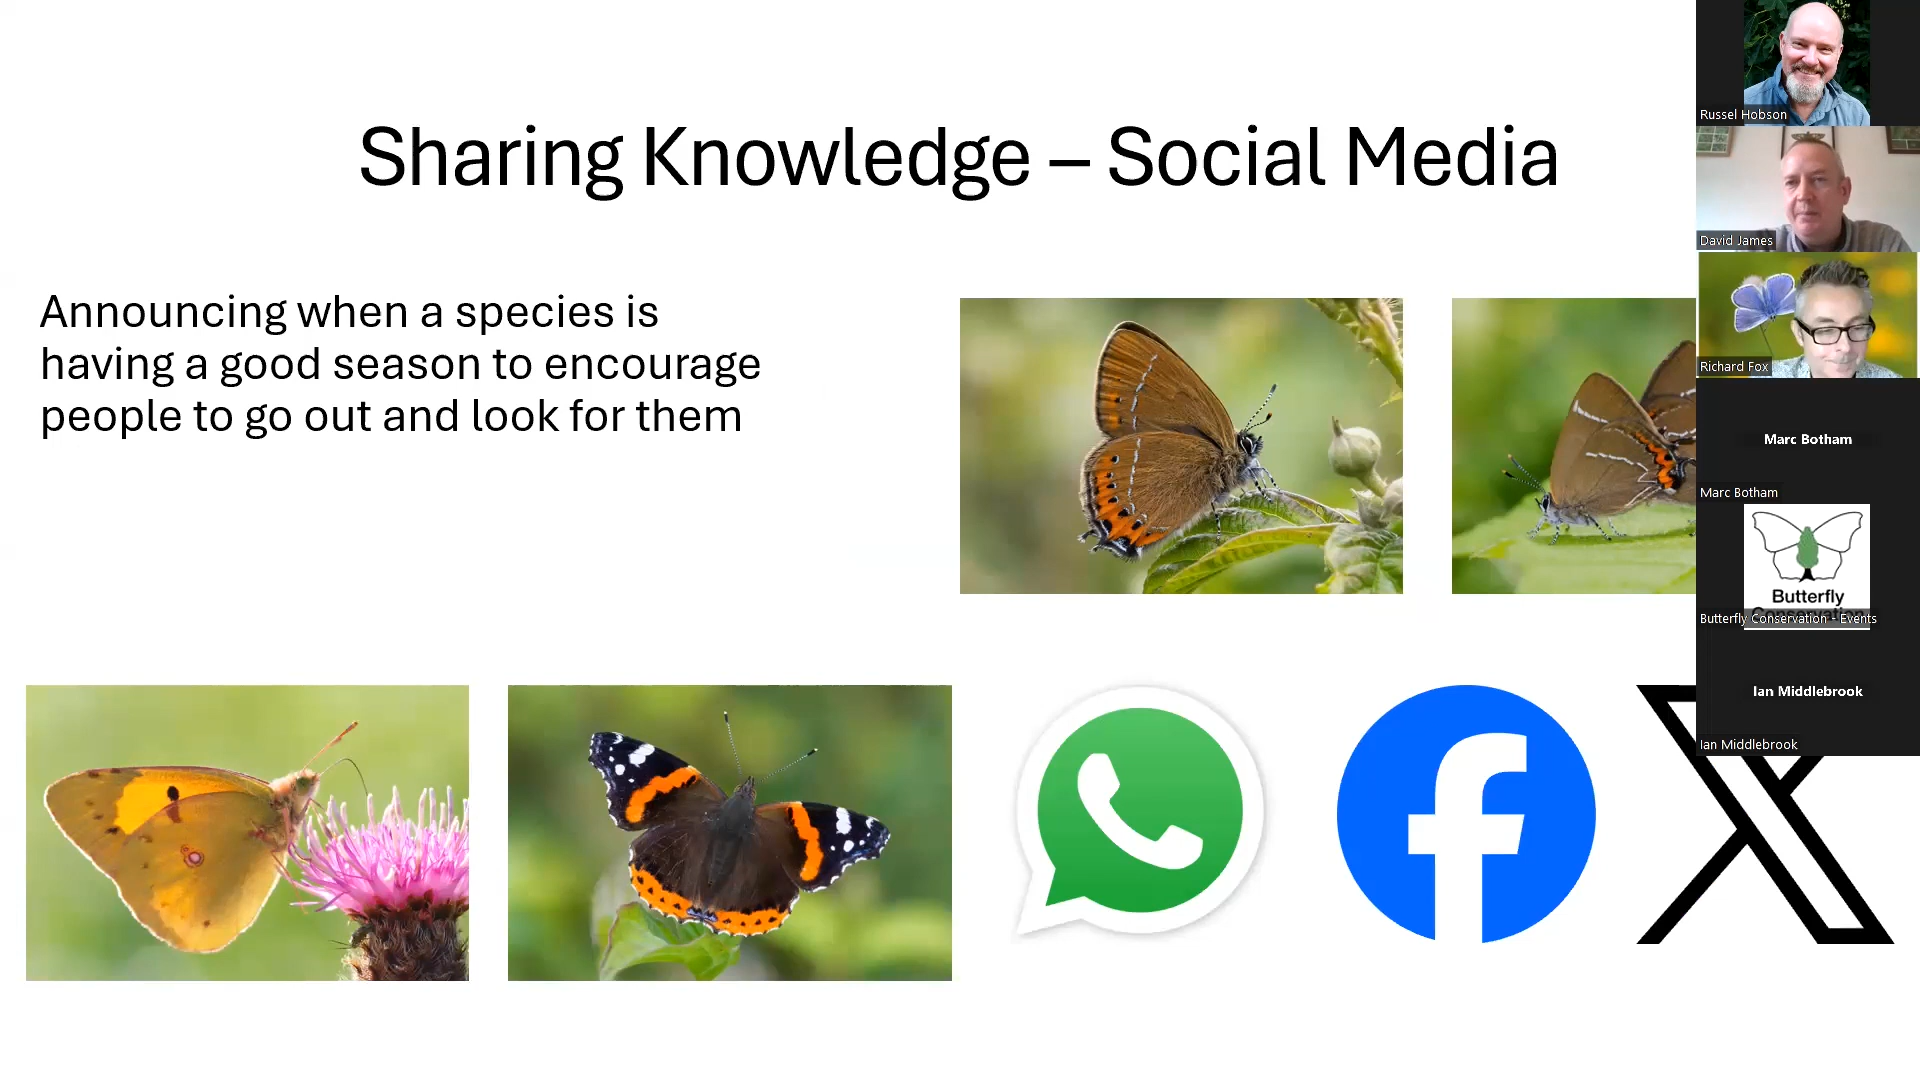 Sharing Knowledge – Social Media
Announcing when a species is
having a good season to encourage
people to go out and look for them
Russel Hobson
David James
Richard Fox
Marc Botham
Marc Botham
Butterfly
Conservation
Butterfly Conservation - Events
Ian Middlebrook
Ian Middlebrook